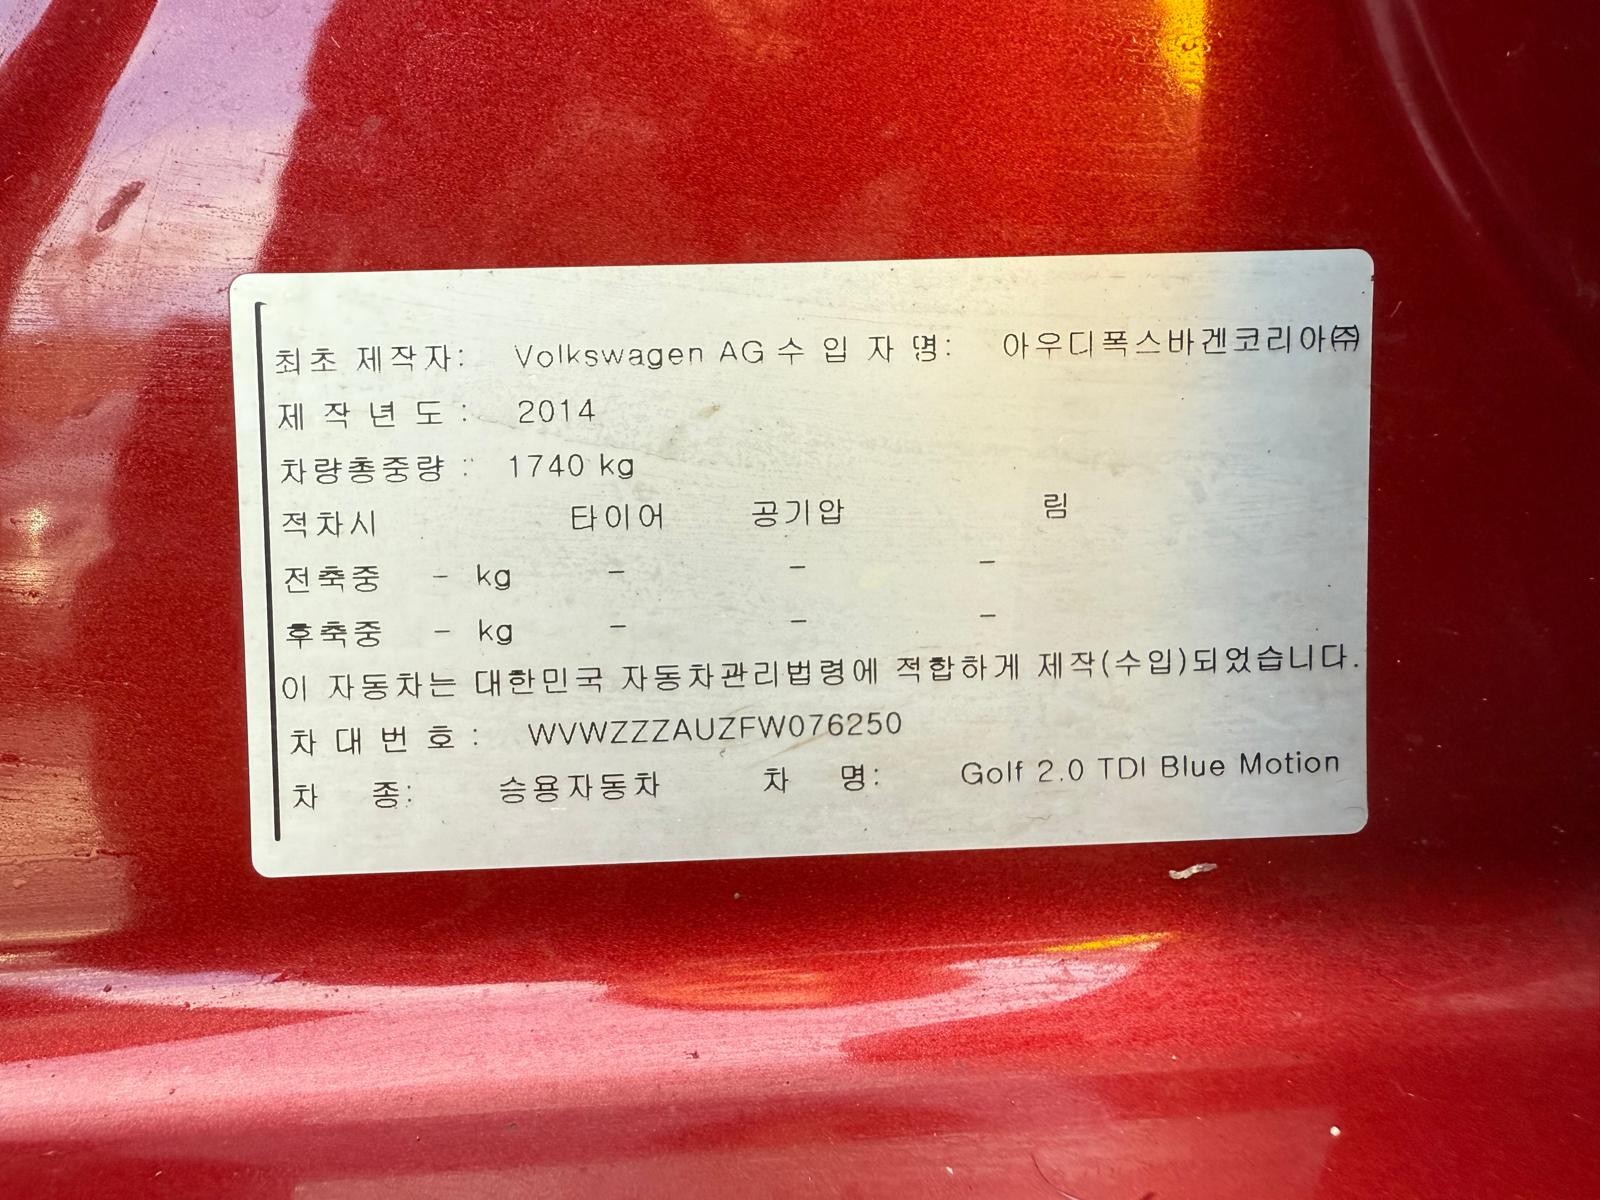 최초 제작자: Volkswagen AG 수 입 자 명: 아우디폭스바겐코리아㈜
제 작 년 도 : 2014
차량총중량 : 1740 kg
적차시 타이어 공기압 림
전축중 - kg - - -
후축중 - kg - - -
이 자동차는 대한민국 자동차관리법령에 적합하게 제작(수입)되었습니다.
차 대 번 호 : WVWZZZAUZFW076250
차 종: 승용자동차 차 명: Golf 2.0 TDI Blue Motion